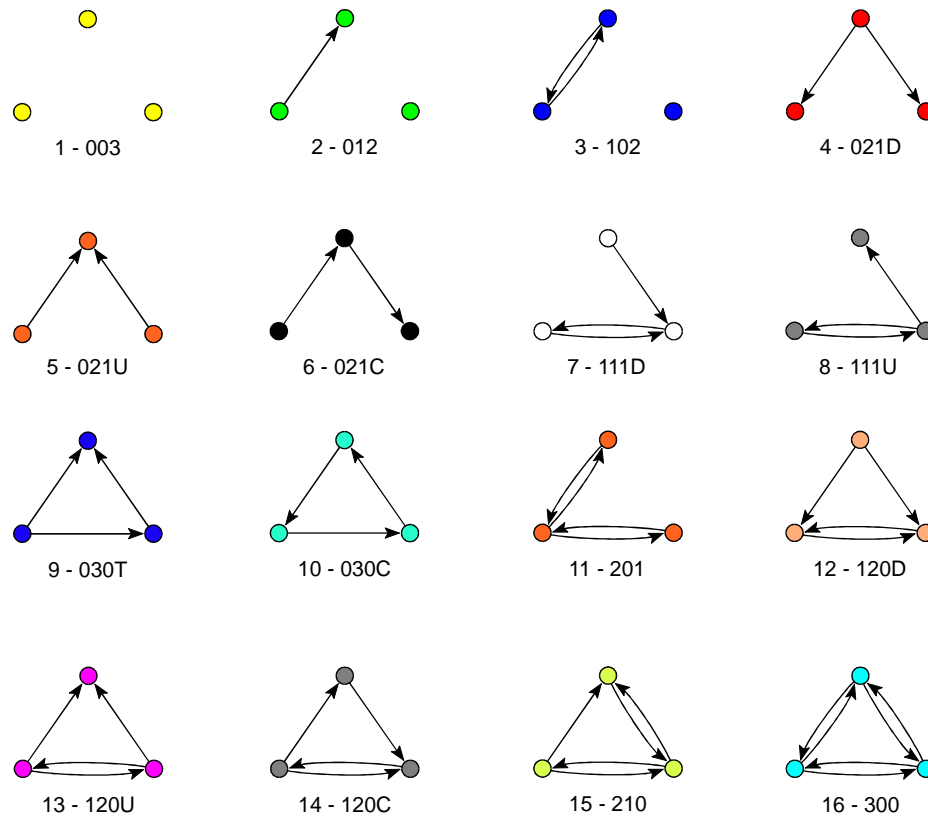 1 - 003
2 - 012
3 - 102
4 - 021D
5 - 021U
6 - 021C
7 - 111D
8 - 111U
9 - 030T
10 - 030C
11 - 201
12 - 120D
13 - 120U
14 - 120C
15 - 210
16 - 300